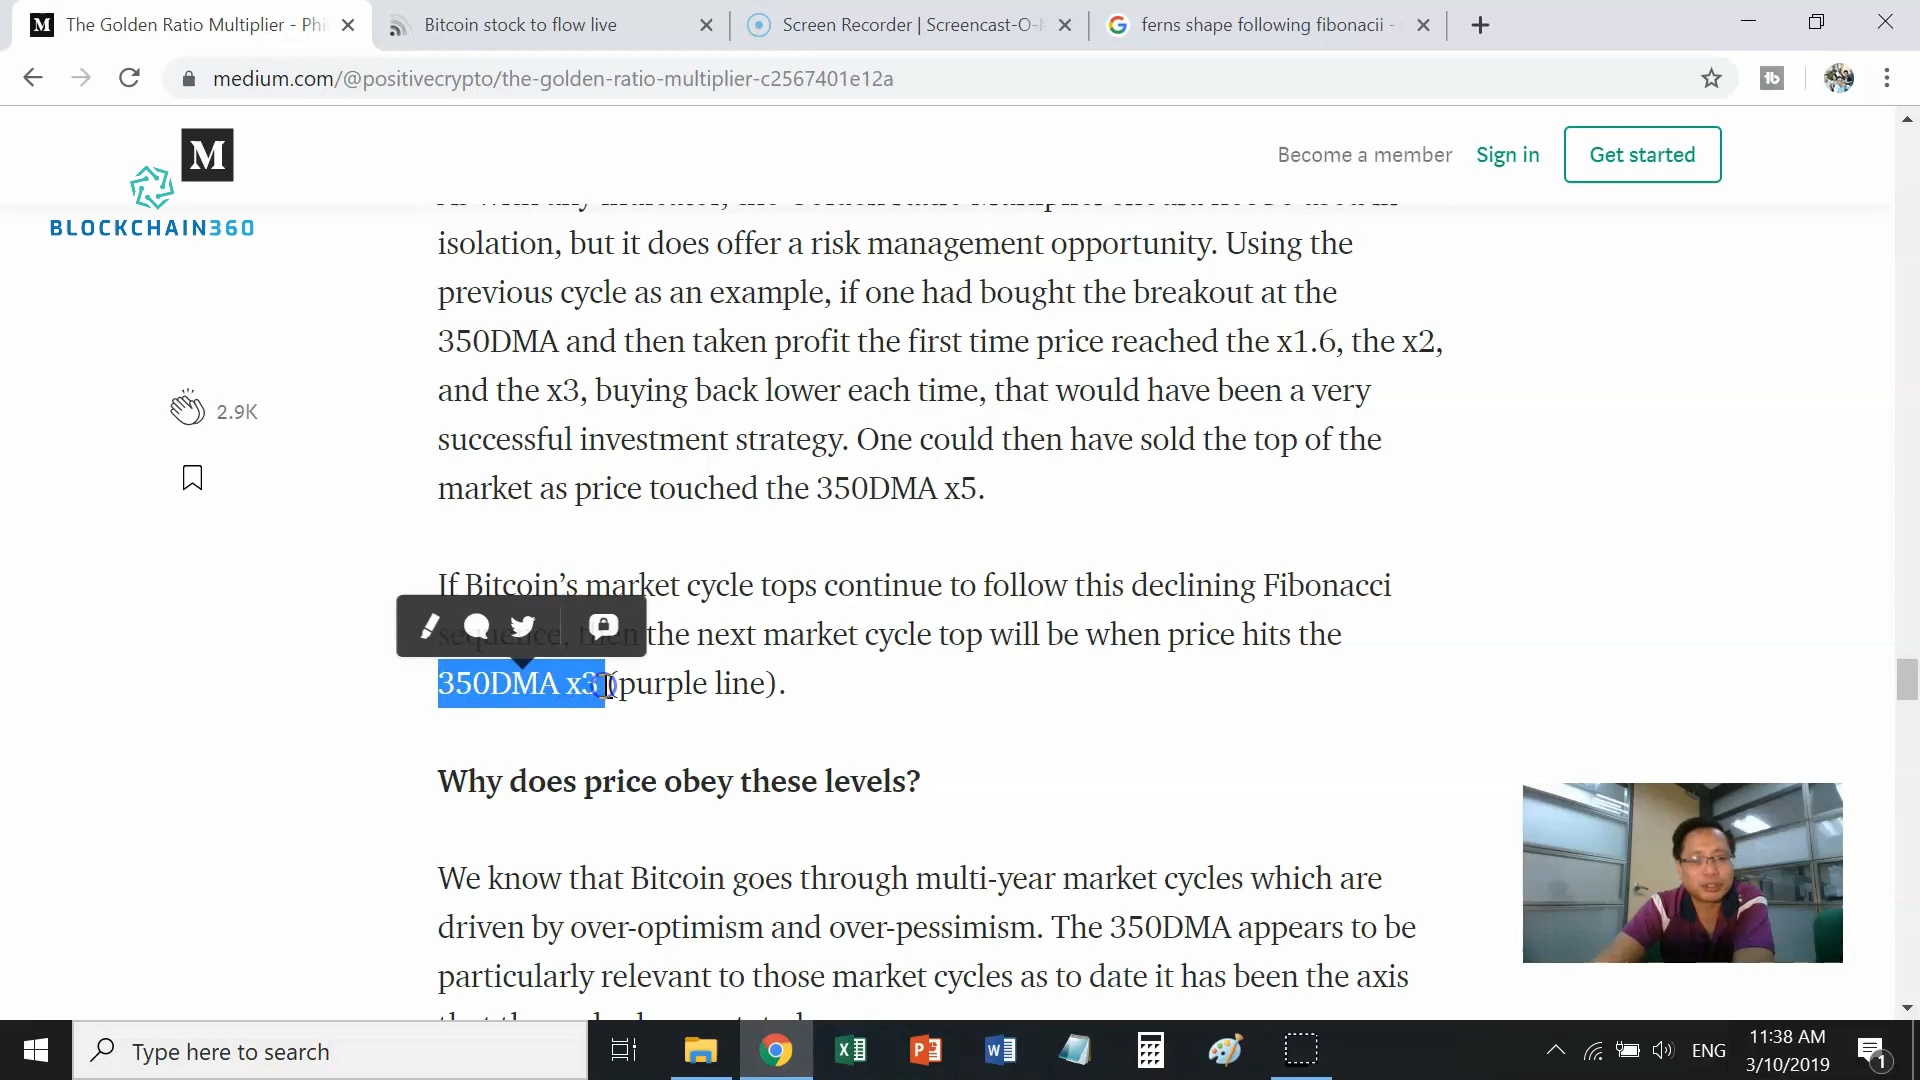 The Golden Ratio Multiplier - Phi
Bitcoin stock to flow live
Screen Recorder | Screencast-O-
ferns shape following fibonacii -
medium.com/@positivecrypto/the-golden-ratio-multiplier-c2567401e12a
M
Become a member
Sign in
Get started
BLOCKCHAIN360
isolation, but it does offer a risk management opportunity. Using the
previous cycle as an example, if one had bought the breakout at the
350DMA and then taken profit the first time price reached the x1.6, the x2,
and the x3, buying back lower each time, that would have been a very
successful investment strategy. One could then have sold the top of the
market as price touched the 350DMA x5.
2.9K
If Bitcoin’s market cycle tops continue to follow this declining Fibonacci
sequence, then the next market cycle top will be when price hits the
350DMA x3 (purple line).
Why does price obey these levels?
We know that Bitcoin goes through multi-year market cycles which are
driven by over-optimism and over-pessimism. The 350DMA appears to be
particularly relevant to those market cycles as to date it has been the axis
Type here to search
ENG
11:38 AM
3/10/2019
1